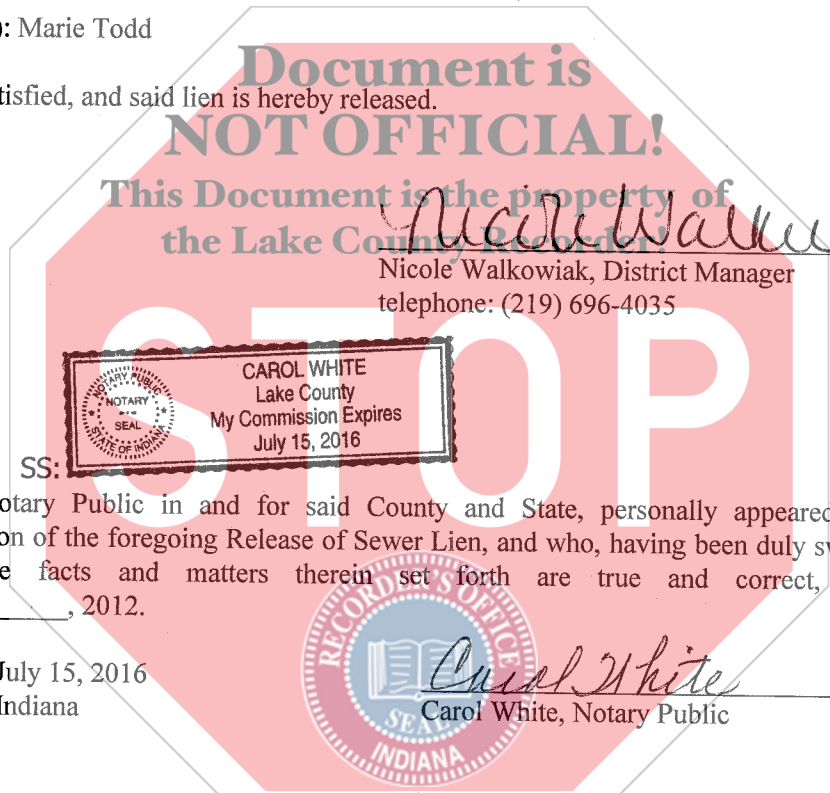 ): Marie Todd
tisfied, and said lien is hereby released.
Document is
NOT OFFICIAL!
This Document is the property of
the Lake County Recorder!
Nicole Walkowiak
Nicole Walkowiak, District Manager
telephone: (219) 696-4035
STOP
CAROL WHITE
Lake County
My Commission Expires
July 15, 2016
NOTARY PUBLIC
NOTARY
SEAL
STATE OF INDIANA
SS:
otary Public in and for said County and State, personally appeared
on of the foregoing Release of Sewer Lien, and who, having been duly sw
e facts and matters therein set forth are true and correct,
______, 2012.
July 15, 2016
Indiana
Carol White
Carol White, Notary Public
RECORDER'S OFFICE
SEAL
INDIANA